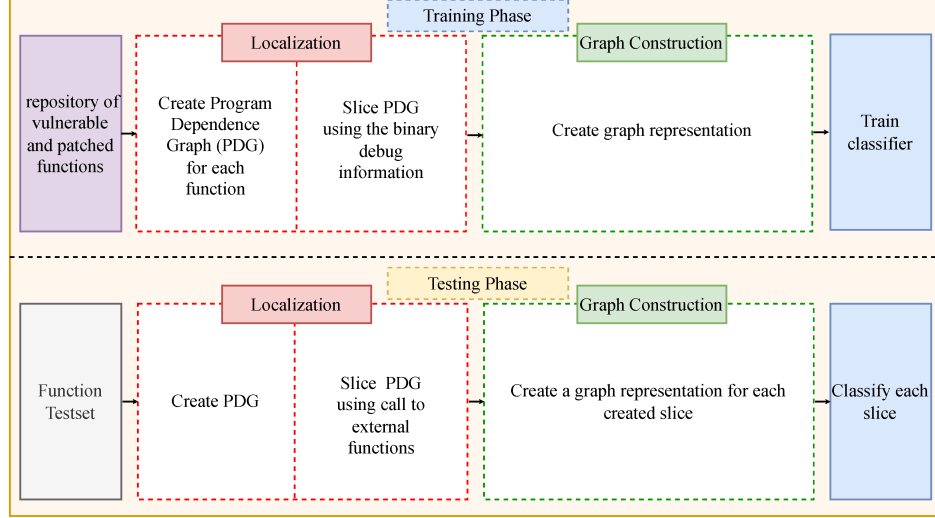 Training Phase
Localization
Graph Construction
repository of
vulnerable
and patched
functions
Create Program
Dependence
Graph (PDG)
for each
function
Slice PDG
using the binary
debug
information
Create graph representation
Train
classifier
Testing Phase
Localization
Graph Construction
Function
Testset
Create PDG
Slice PDG
using call to
external
functions
Create a graph representation for each
created slice
Classify each
slice